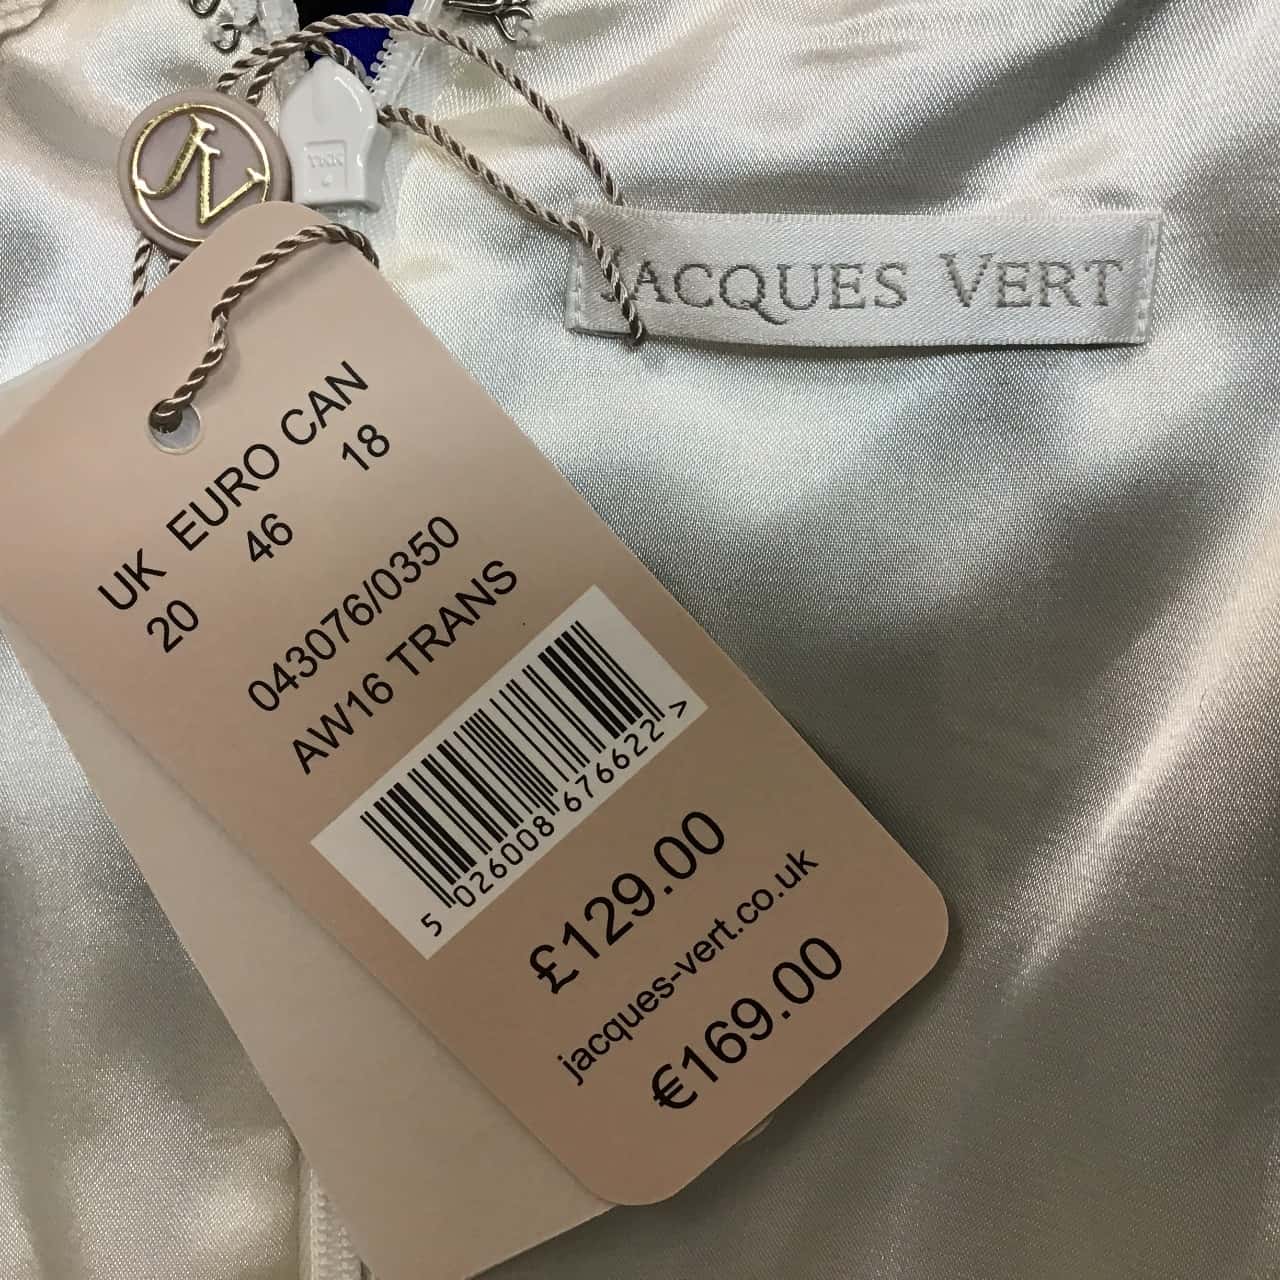 JV
YKK
JACQUES VERT
UK EURO CAN
20 46 18
043076/0350
AW16 TRANS
5 026008 676622 >
£129.00
jacques-vert.co.uk
€169.00